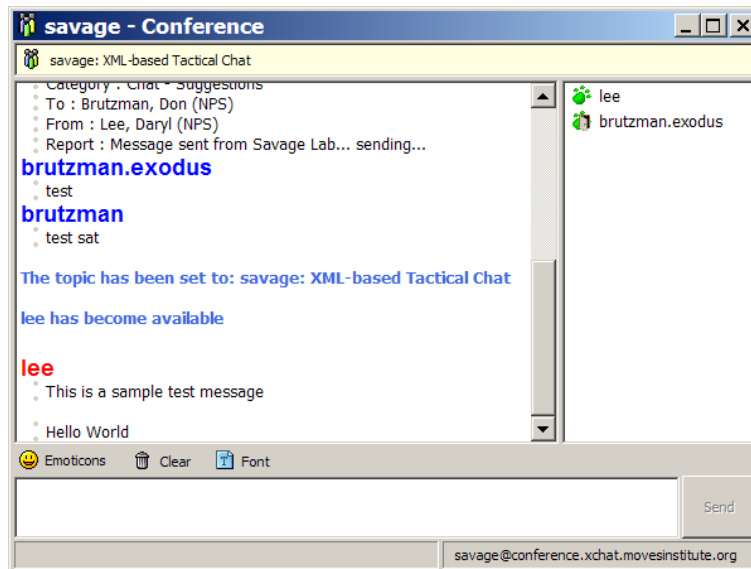 savage - Conference
savage: XML-based Tactical Chat
Category : Chat - Suggestions
To : Brutzman, Don (NPS)
From : Lee, Daryl (NPS)
Report : Message sent from Savage Lab... sending...
brutzman.exodus
test
brutzman
test sat
The topic has been set to: savage: XML-based Tactical Chat
lee has become available
lee
This is a sample test message
Hello World
lee
brutzman.exodus
Emoticons Clear Font
Send
savage@conference.xchat.movesinstitute.org